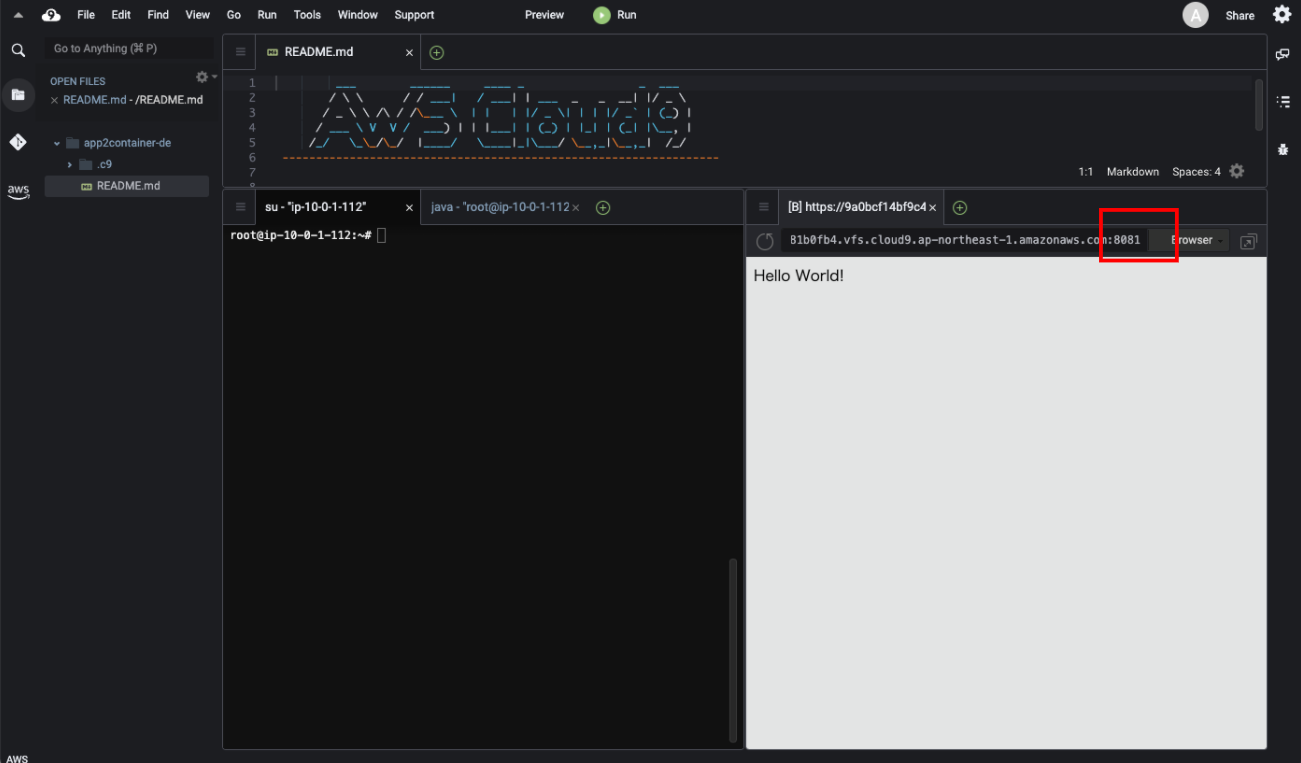 File Edit Find View Go Run Tools Window Support Preview Run A Share
Go to Anything (⌘ P)
OPEN FILES
README.md - /README.md
app2container-de
.c9
README.md
aws
AWS
README.md
1
2
3
4
5
6
7
AWS Cloud9
1:1 Markdown Spaces: 4
su - "ip-10-0-1-112" java - "root@ip-10-0-1-112
root@ip-10-0-1-112:~#
[B] https://9a0bcf14bf9c4
81b0fb4.vfs.cloud9.ap-northeast-1.amazonaws.com:8081 Browser
Hello World!